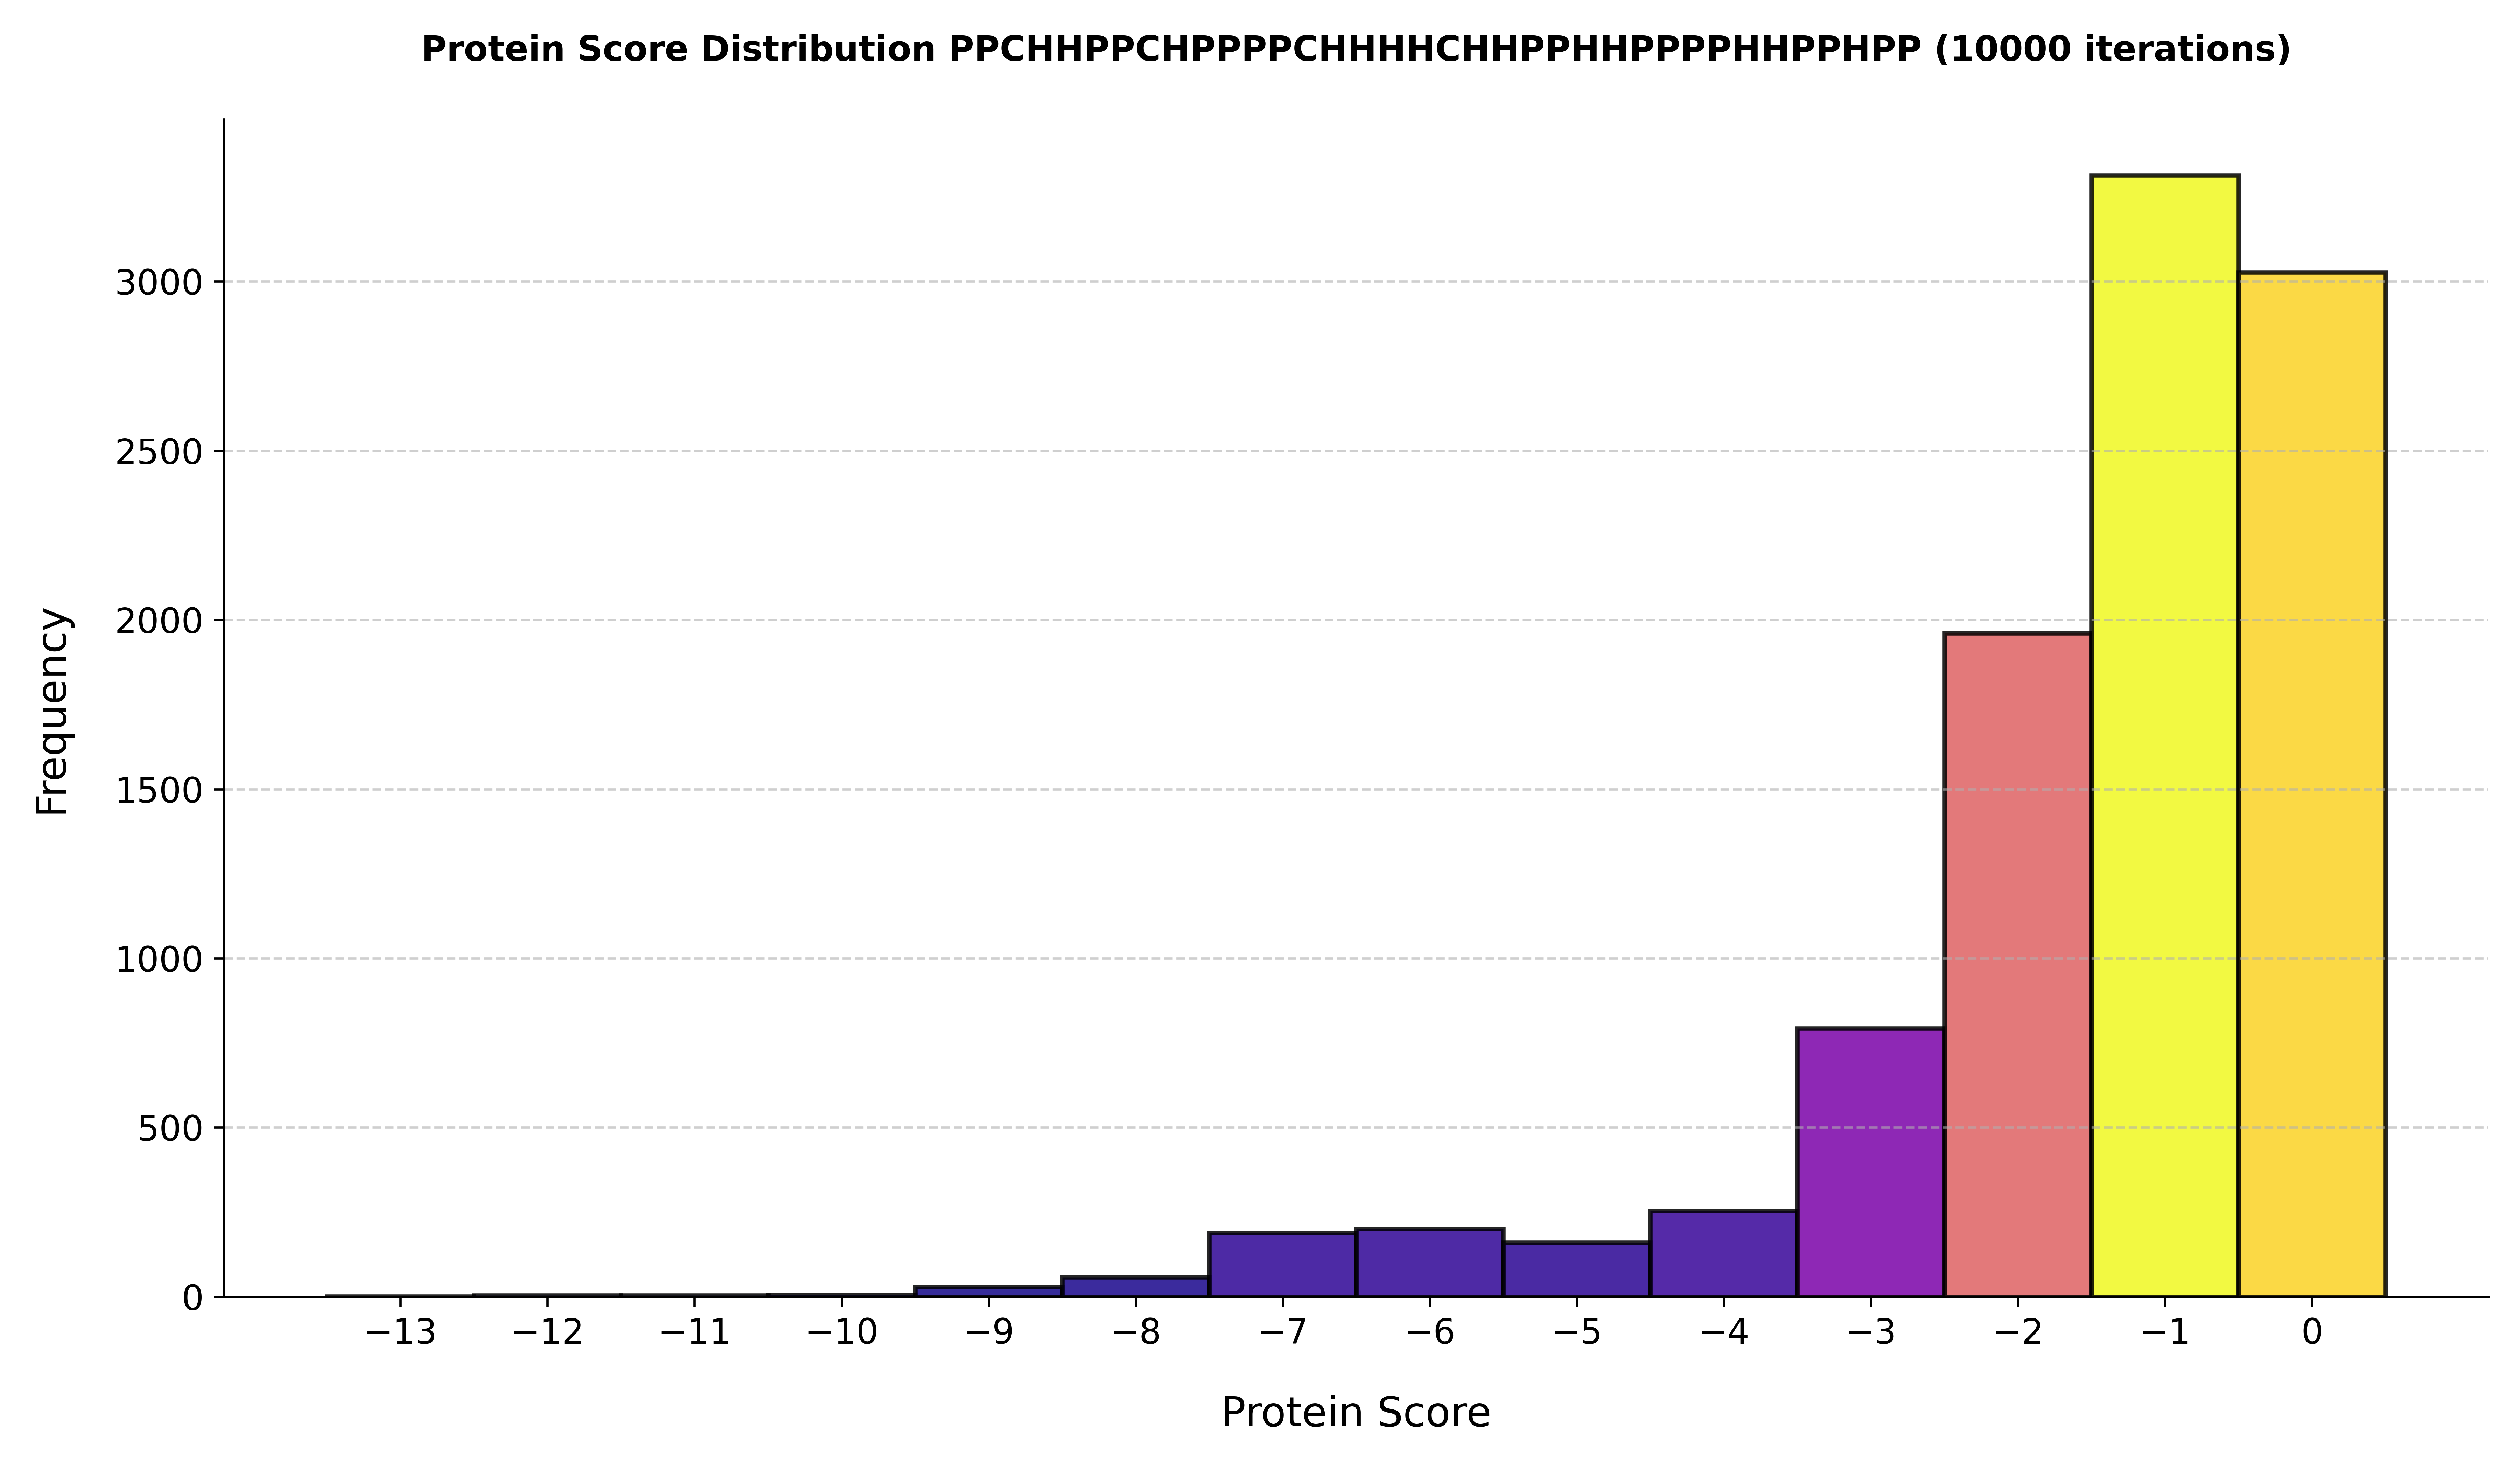 Protein Score Distribution PPCHHPPCHPPPPCHHHHCHHPPHHPPPPHHPPHPP (10000 iterations)
3000
2500
2000
1500
1000
500
0
Frequency
−13 −12 −11 −10 −9 −8 −7 −6 −5 −4 −3 −2 −1 0
Protein Score